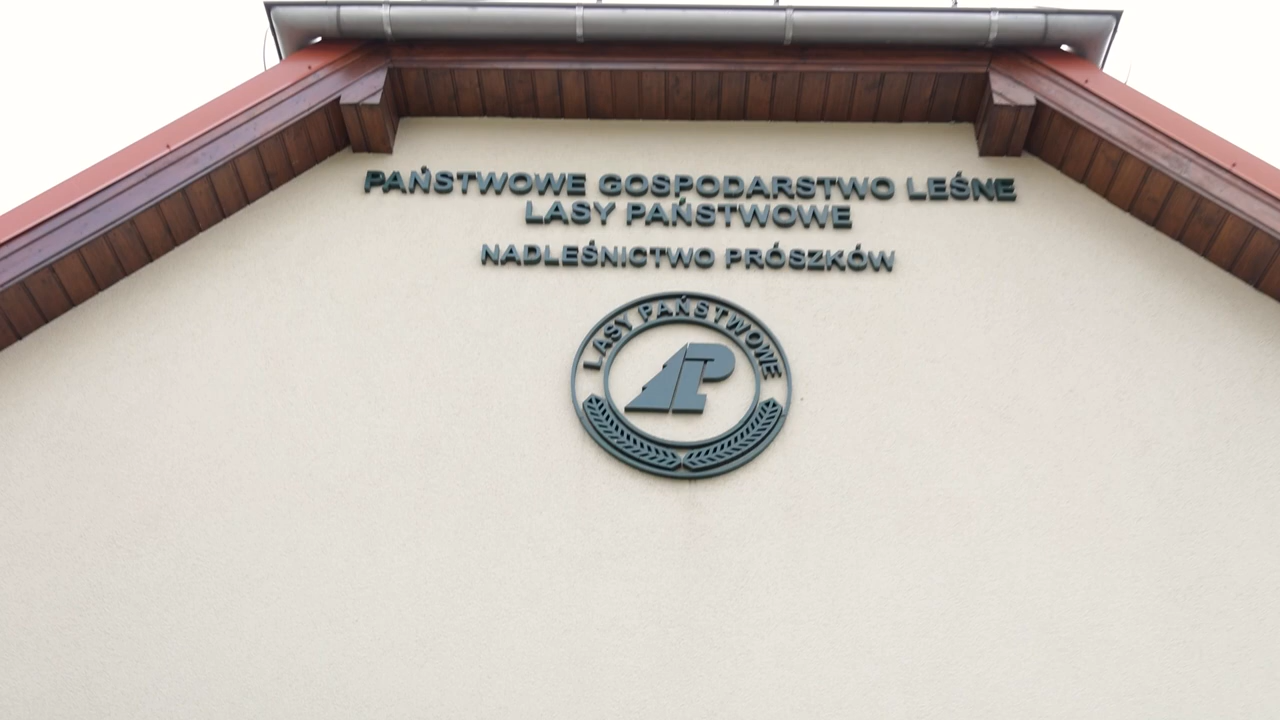 PAŃSTWOWE GOSPODARSTWO LEŚNE
LASY PAŃSTWOWE
NADLEŚNICTWO PRÓSZKÓW
LASY PAŃSTWOWE
LP